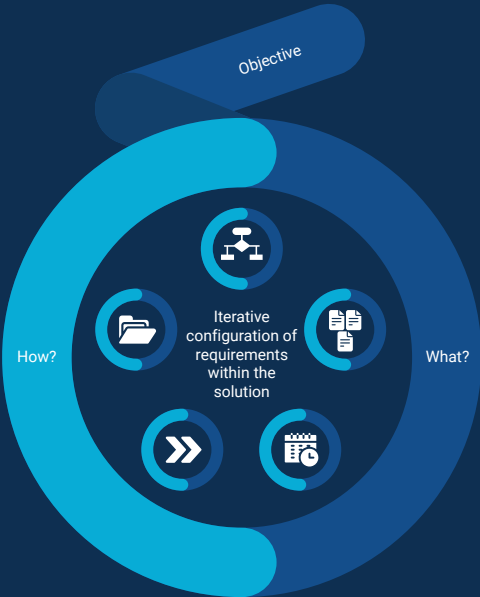 Objective
Iterative
configuration of
requirements
within the
solution
How?
What?